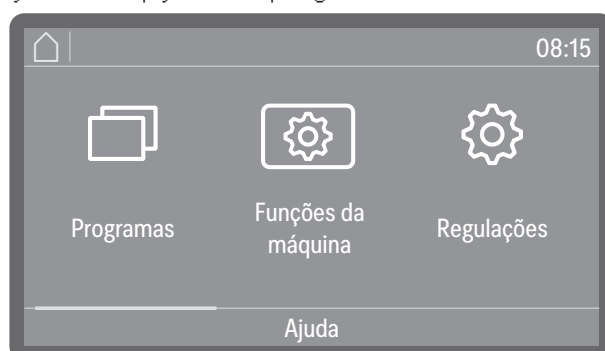 08:15
Programas
Funções da
máquina
Regulações
Ajuda